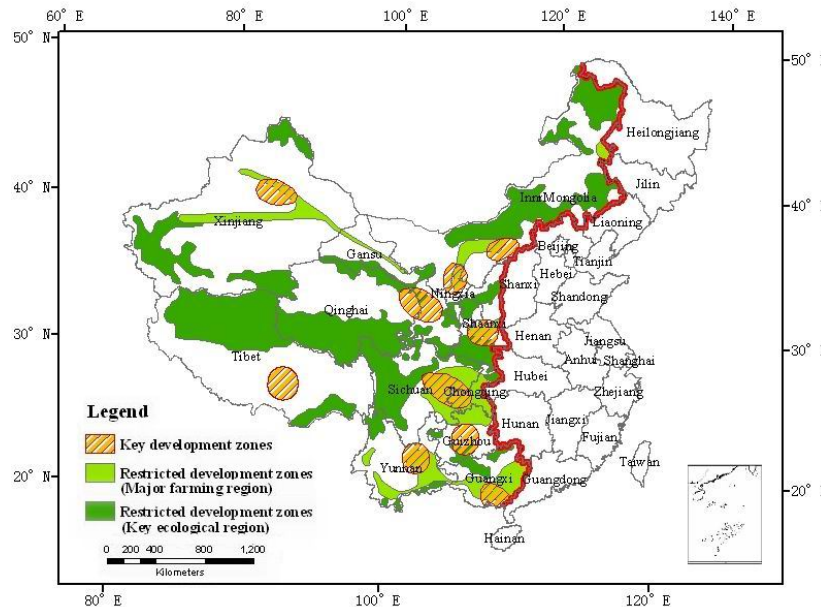 60° E
80° E
100° E
120° E
140° E
50° N
50° N
40° N
40° N
30° N
30° N
20° N
20° N
Heilongjiang
Jilin
Liaoning
Xinjiang
Gansu
Beijing
Tianjin
Hebei
Ningxia
Shanxi
Shandong
Qinghai
Shaanxi
Henan
Jiangsu
Tibet
Anhui
Shanghai
Hubei
Sichuan
Chongqing
Zhejiang
Hunan
Jiangxi
Guizhou
Fujian
Yunnan
Guangxi
Guangdong
Taiwan
Hainan
Legend
Key development zones
Restricted development zones
(Major farming region)
Restricted development zones
(Key ecological region)
0 200 400 800 1,200
Kilometers
80° E
100° E
120° E